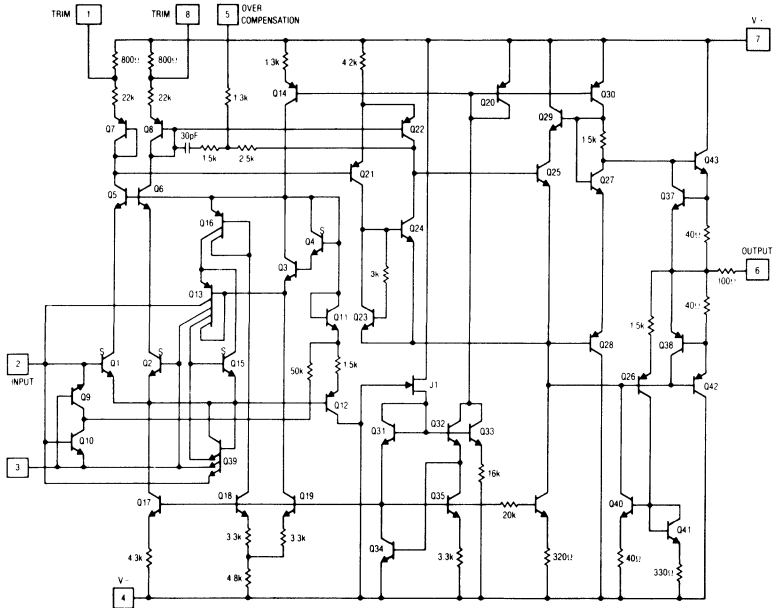 TRIM 1
TRIM 8
5 OVER COMPENSATION
V - 7
800Ω 800Ω
22k 22k
1.3k
1.3k
4.2k
Q14
Q20
Q30
Q29
Q7 Q8
30pF
1.5k 2.5k
Q22
1.5k
Q43
Q21
Q25
Q27
Q37
Q5 Q6
Q16
S
Q4
Q24
40Ω
Q3
3k
OUTPUT
6
100Ω
Q13
Q11
Q23
40Ω
1.5k
2
INPUT
S
Q1
S
Q2
S
Q15
50k
1.5k
J1
Q28
Q38
Q9
Q12
Q26
Q42
Q10
Q31
Q32
Q33
3
Q39
16k
Q17
Q18
Q19
Q35
20k
Q40
Q41
3.3k 3.3k
Q34
4.3k
4.8k
3.3k
320Ω
40Ω
330Ω
V -
4